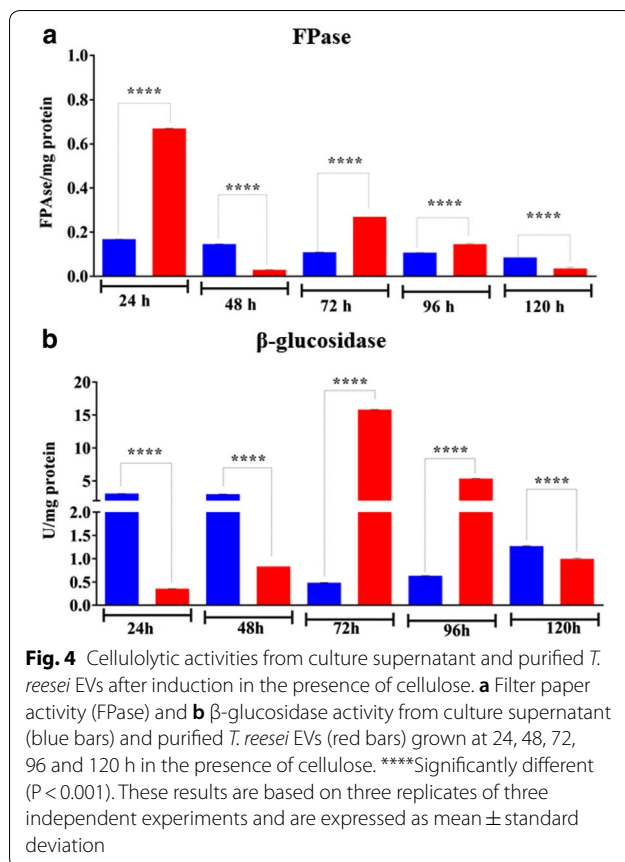 a
FPase
FPAse/mg protein
1.0
0.8
0.6
0.4
0.2
0.0
****
****
****
****
****
24 h
48 h
72 h
96 h
120 h
b
β-glucosidase
U/mg protein
20
15
10
5
2.0
1.5
1.0
0.5
0.0
****
****
****
****
****
24h
48h
72h
96h
120h
Fig. 4 Cellulolytic activities from culture supernatant and purified T.
reesei EVs after induction in the presence of cellulose. a Filter paper
activity (FPase) and b β-glucosidase activity from culture supernatant
(blue bars) and purified T. reesei EVs (red bars) grown at 24, 48, 72,
96 and 120 h in the presence of cellulose. ****Significantly different
(P < 0.001). These results are based on three replicates of three
independent experiments and are expressed as mean ± standard
deviation